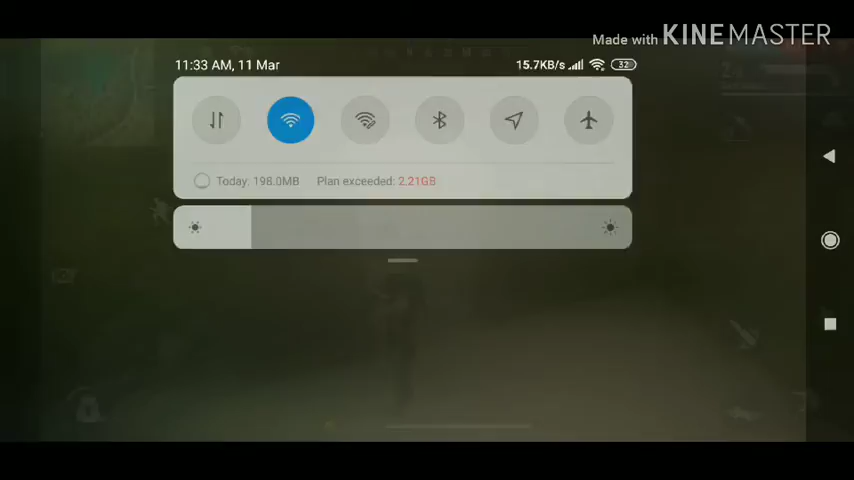 Made with KINEMASTER
11:33 AM, 11 Mar 15.7KB/s 32
Today: 198.0MB Plan exceeded: 2.21GB